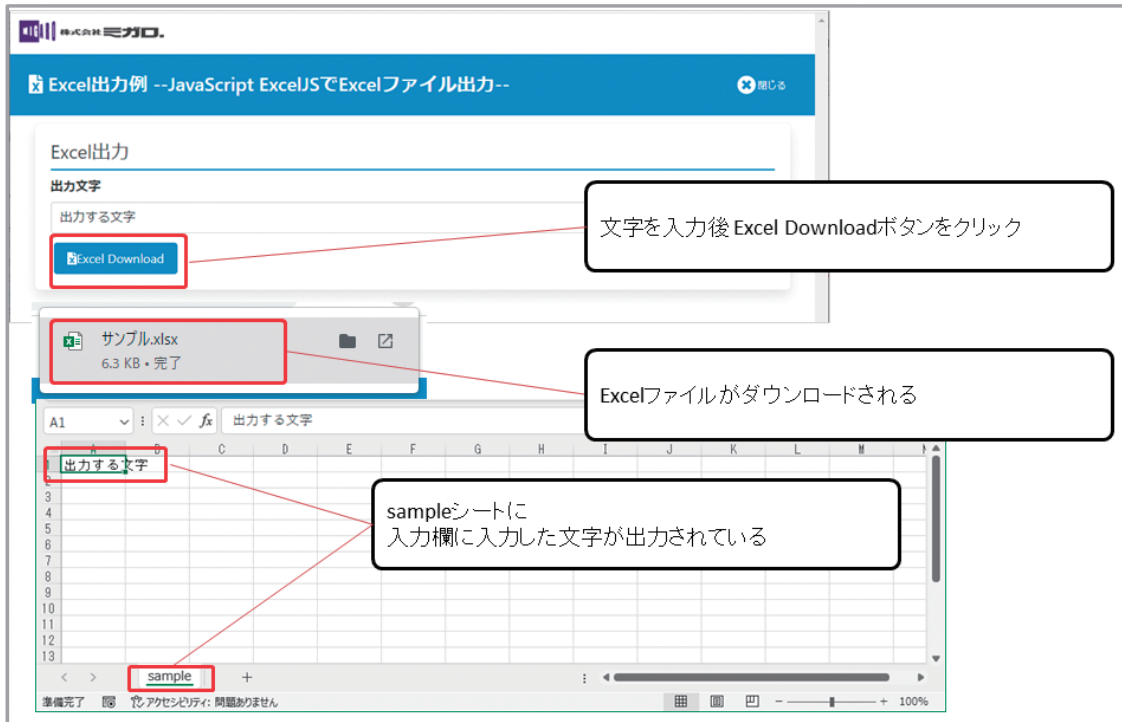 株式会社ミガロ.
Excel出力例 --JavaScript ExcelJSでExcelファイル出力--
閉じる
Excel出力
出力文字
出力する文字
Excel Download
文字を入力後Excel Downloadボタンをクリック
サンプル.xlsx
6.3 KB • 完了
Excelファイルがダウンロードされる
A1
fx
出力する文字
A B C D E F G H I J K L M
1 出力する文字
2
3
4
5
6
7
8
9
10
11
12
13
sampleシートに
入力欄に入力した文字が出力されている
sample
準備完了
アクセシビリティ: 問題ありません
100%